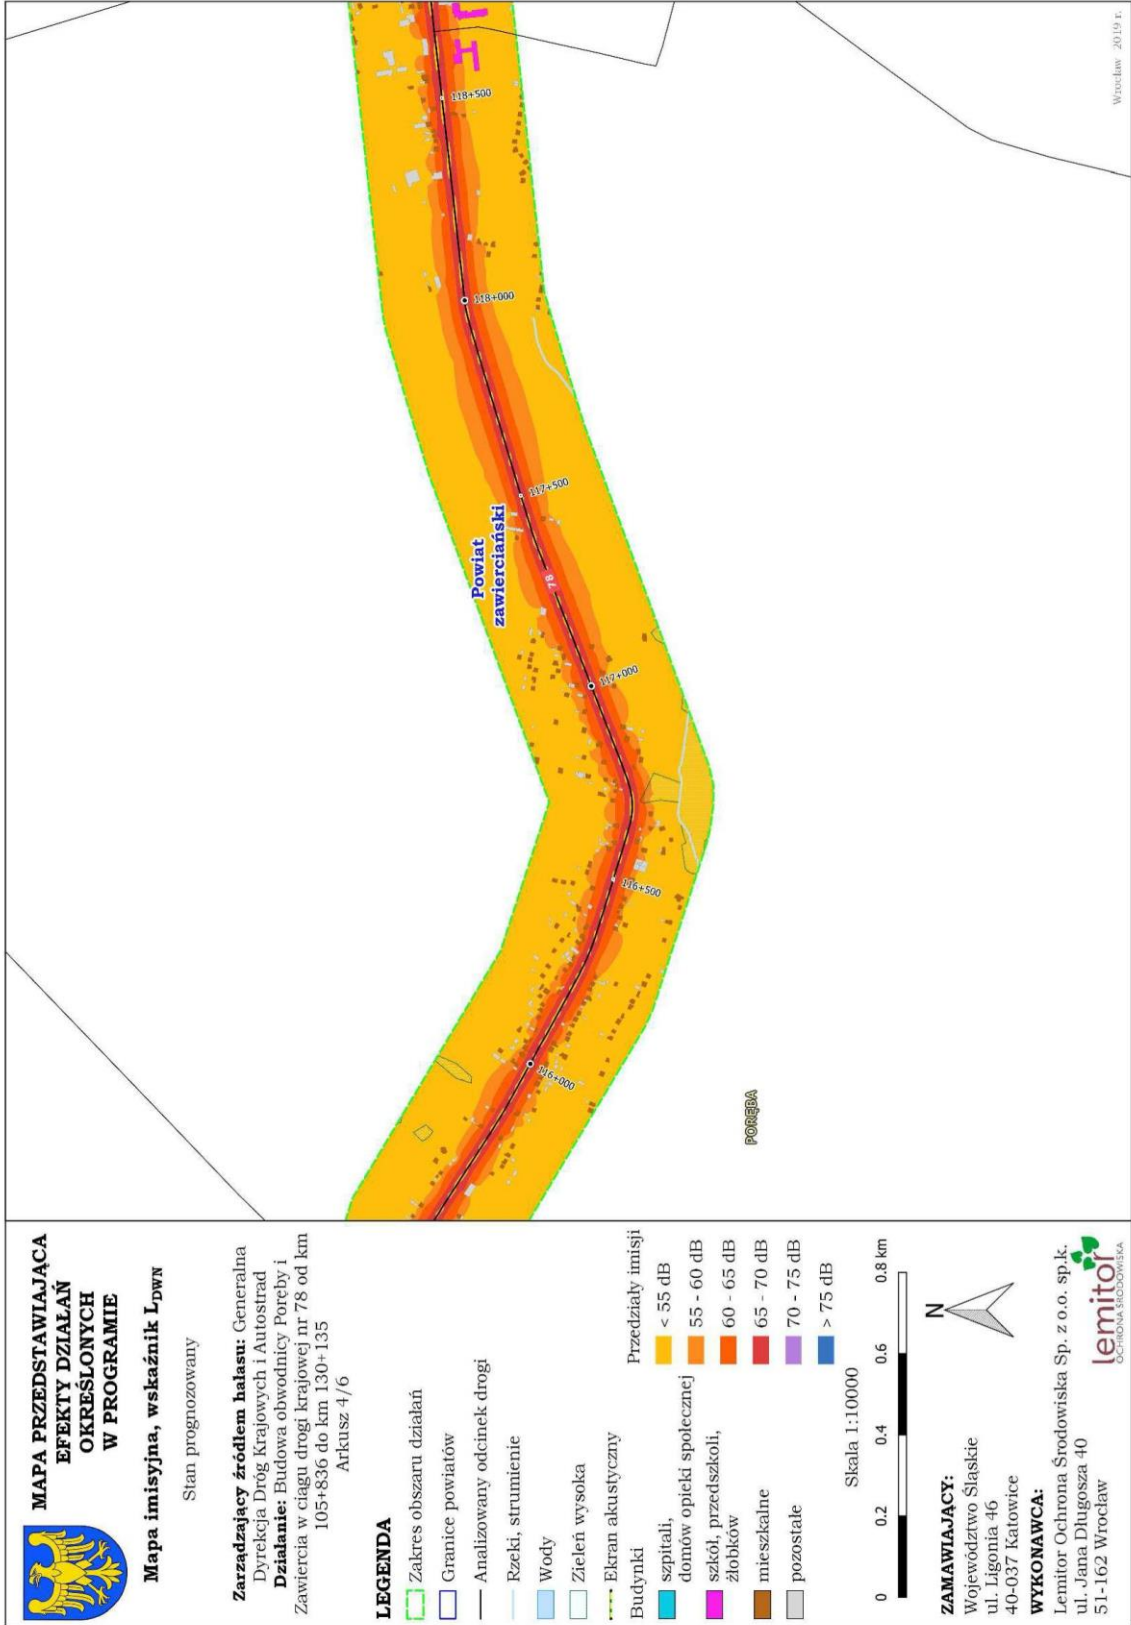 MAPA PRZEDSTAWIAJĄCA
EFEKTY DZIAŁAŃ
OKREŚLONYCH
W PROGRAMIE
Mapa imisyjna, wskaźnik LDWN
Stan prognozowany
Zarządzający źródłem hałasu: Generalna
Dyrekcja Dróg Krajowych i Autostrad
Działanie: Budowa obwodnicy Poręby i
Zawiercia w ciągu drogi krajowej nr 78 od km
105+836 do km 130+135
Arkusz 4/6
LEGENDA
Zakres obszaru działań
Granice powiatów
Analizowany odcinek drogi
Rzeki, strumienie
Wody
Zieleń wysoka
Ekran akustyczny
Budynki
szpitali,
domów opieki społecznej
szkół, przedszkoli,
żłobków
mieszkalne
pozostałe
Przedziały imisji
< 55 dB
55 - 60 dB
60 - 65 dB
65 - 70 dB
70 - 75 dB
> 75 dB
Skala 1:10000
0 0.2 0.4 0.6 0.8 km
N
ZAMAWIAJĄCY:
Województwo Śląskie
ul. Ligonia 46
40-037 Katowice
WYKONAWCA:
Lemitor Ochrona Środowiska Sp. z o.o. sp.k.
ul. Jana Długosza 40
51-162 Wrocław
lemitor
OCHRONA ŚRODOWISKA
116+000
116+500
117+000
78
117+500
118+000
118+500
Powiat
zawierciański
PORĘBA
Wrocław 2019 r.